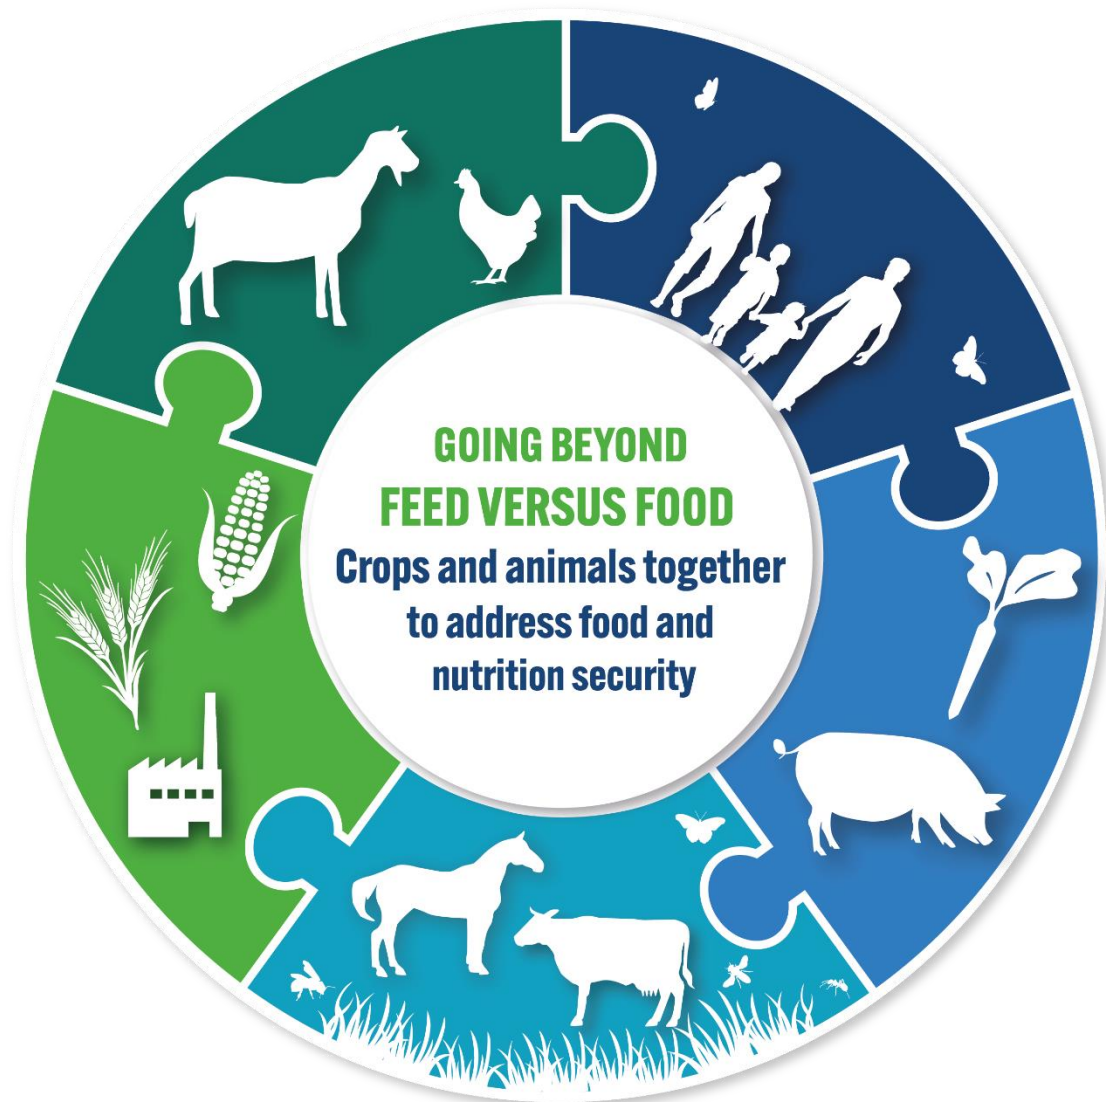 GOING BEYOND
FEED VERSUS FOOD
Crops and animals together
to address food and
nutrition security